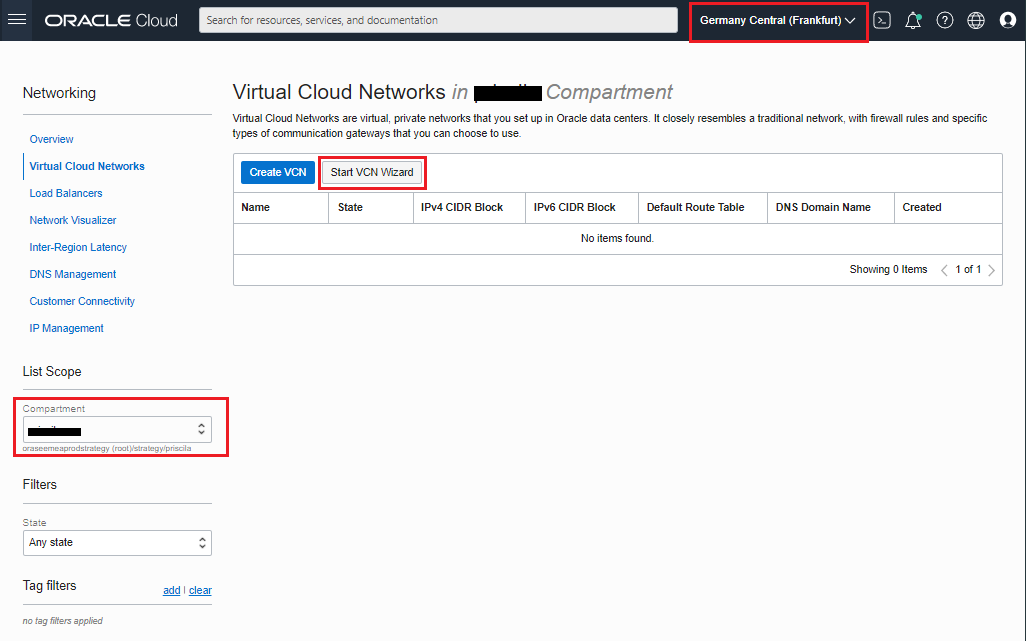 ORACLE Cloud
Search for resources, services, and documentation
Germany Central (Frankfurt)
Networking
Overview
Virtual Cloud Networks
Load Balancers
Network Visualizer
Inter-Region Latency
DNS Management
Customer Connectivity
IP Management
List Scope
Compartment
oraseemeaprodstrategy (root)/strategy/priscila
Filters
State
Any state
Tag filters
add | clear
no tag filters applied
Virtual Cloud Networks in Compartment
Virtual Cloud Networks are virtual, private networks that you set up in Oracle data centers. It closely resembles a traditional network, with firewall rules and specific
types of communication gateways that you can choose to use.
Create VCN Start VCN Wizard
Name State IPv4 CIDR Block IPv6 CIDR Block Default Route Table DNS Domain Name Created
No items found.
Showing 0 Items 1 of 1